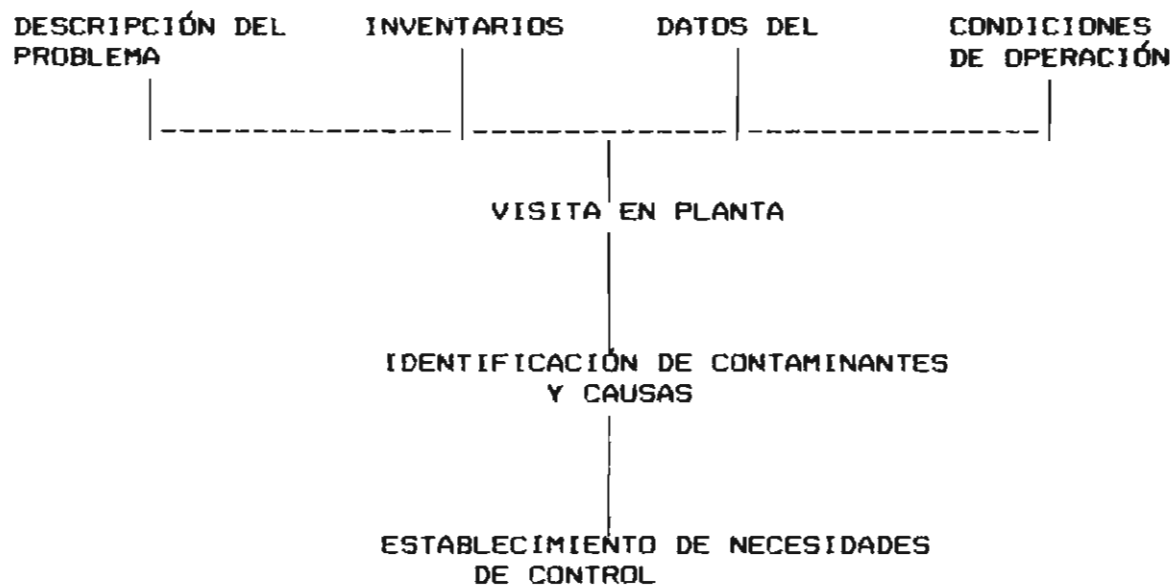 DESCRIPCIÓN DEL PROBLEMA
INVENTARIOS
DATOS DEL
CONDICIONES DE OPERACIÓN
VISITA EN PLANTA
IDENTIFICACIÓN DE CONTAMINANTES
Y CAUSAS
ESTABLECIMIENTO DE NECESIDADES
DE CONTROL